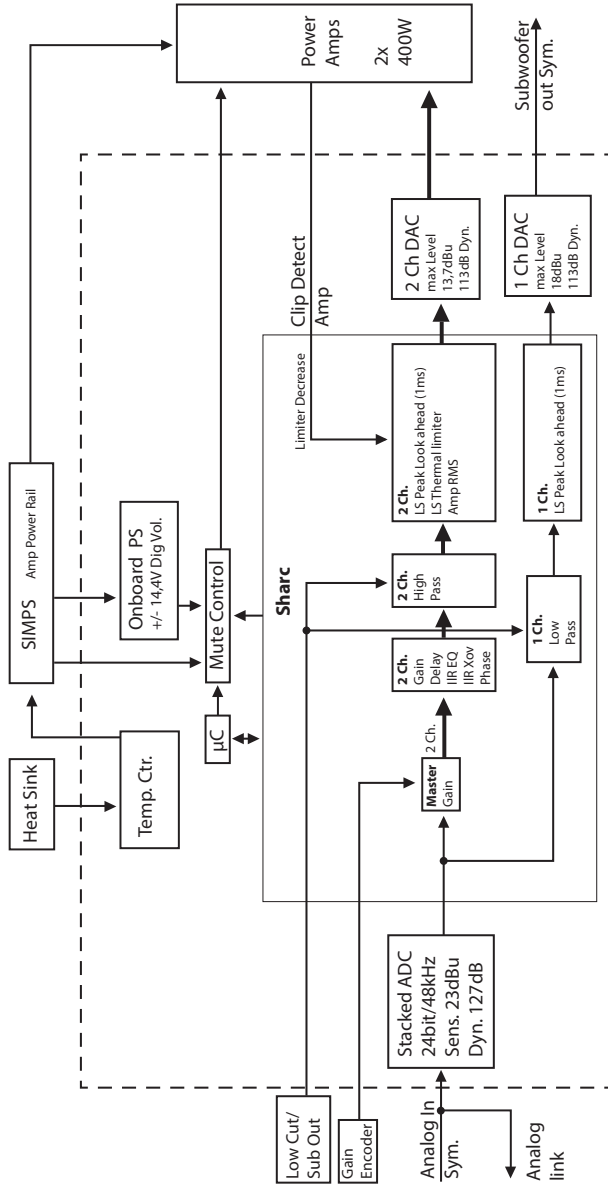 Heat Sink
SIMPS
Amp Power Rail
Temp. Ctr.
Onboard PS
+/- 14,4V Dig Vol.
µC
Mute Control
Power
Amps
2x
400W
Clip Detect
Amp
Limiter Decrease
Sharc
Low Cut/
Sub Out
Gain
Encoder
Analog In
Sym.
Analog
link
Stacked ADC
24bit/48kHz
Sens. 23dBu
Dyn. 127dB
Master
Gain
2 Ch.
2 Ch.
Gain
Delay
IIR EQ
IIR Xov
Phase
2 Ch.
High
Pass
2 Ch.
LS Peak Look ahead (1ms)
LS Thermal limiter
Amp RMS
2 Ch DAC
max Level
13,7dBu
113dB Dyn.
1 Ch.
Low
Pass
1 Ch.
LS Peak Look ahead (1ms)
1 Ch DAC
max Level
18dBu
113dB Dyn.
Subwoofer
out Sym.